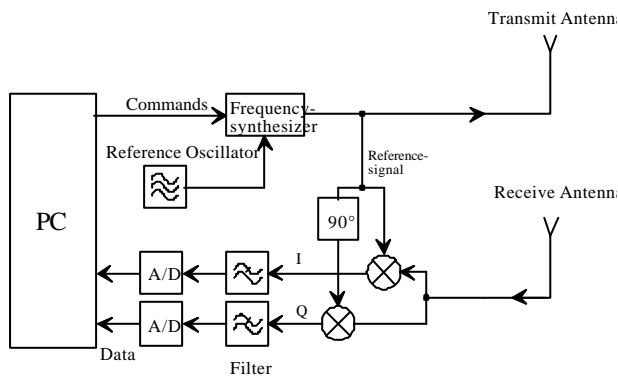 Transmit Antenna
Commands
Frequency-
synthesizer
Reference Oscillator
Reference-
signal
Receive Antenna
PC
90°
I
A/D
Q
A/D
Data
Filter